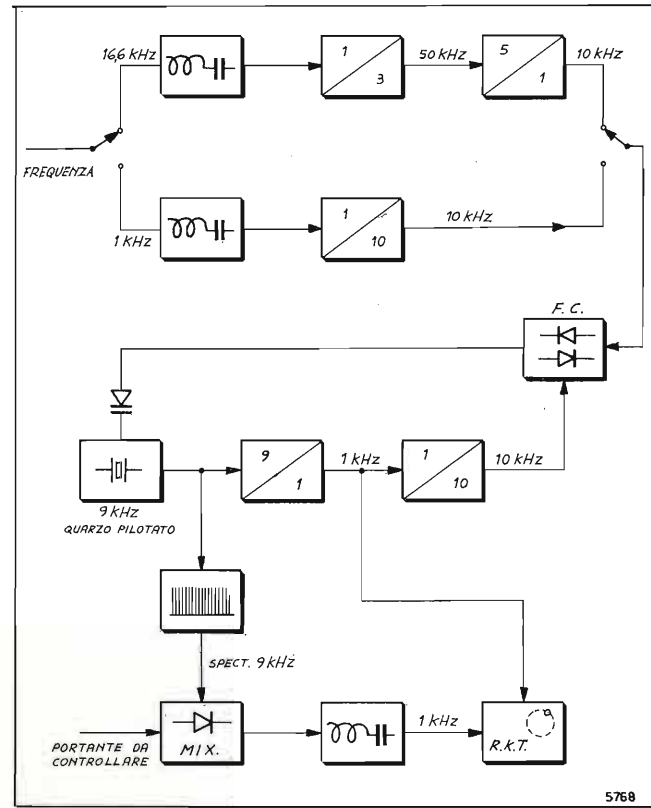 16,6 kHz
1
3
50 kHz
5
1
10 kHz
FREQUENZA
1 kHz
1
10
10 kHz
F.C.
9
1
1 kHz
1
10
10 kHz
9 kHz
QUARZO PILOTATO
SPECT. 9 kHz
PORTANTE DA
CONTROLLARE
MIX.
1 kHz
R.K.T.
5768